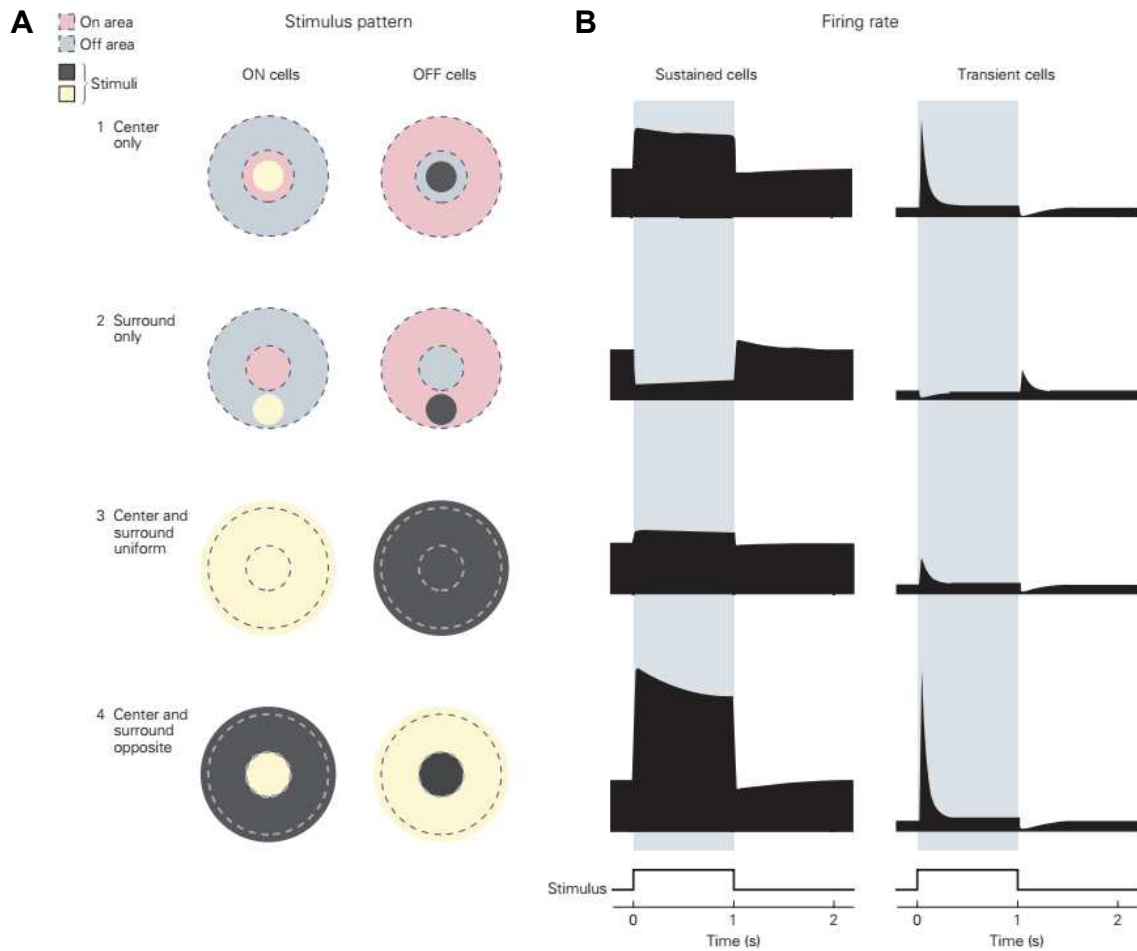 A
On area
Off area
Stimuli
Stimulus pattern
ON cells
OFF cells
1 Center
only
2 Surround
only
3 Center and
surround
uniform
4 Center and
surround
opposite
B
Firing rate
Sustained cells
Transient cells
Stimulus
0 1 2
Time (s)
0 1 2
Time (s)